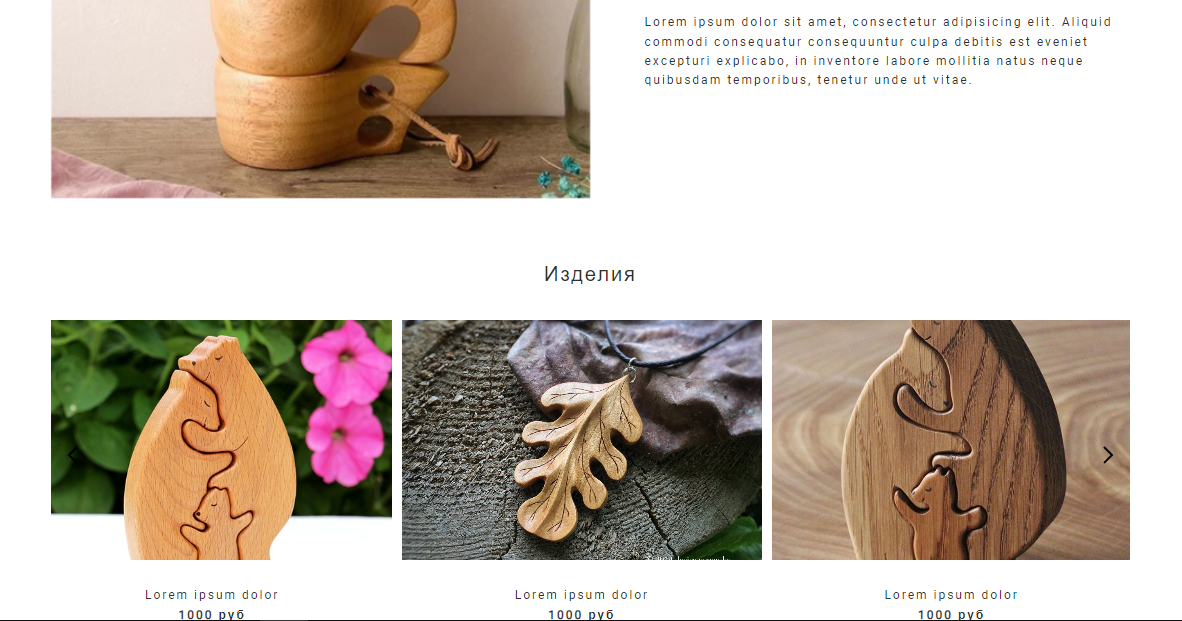 Lorem ipsum dolor sit amet, consectetur adipisicing elit. Aliquid
commodi consequatur consequuntur culpa debitis est eveniet
excepturi explicabo, in inventore labore mollitia natus neque
quibusdam temporibus, tenetur unde ut vitae.
Изделия
Lorem ipsum dolor
1000 руб
Lorem ipsum dolor
1000 руб
Lorem ipsum dolor
1000 руб